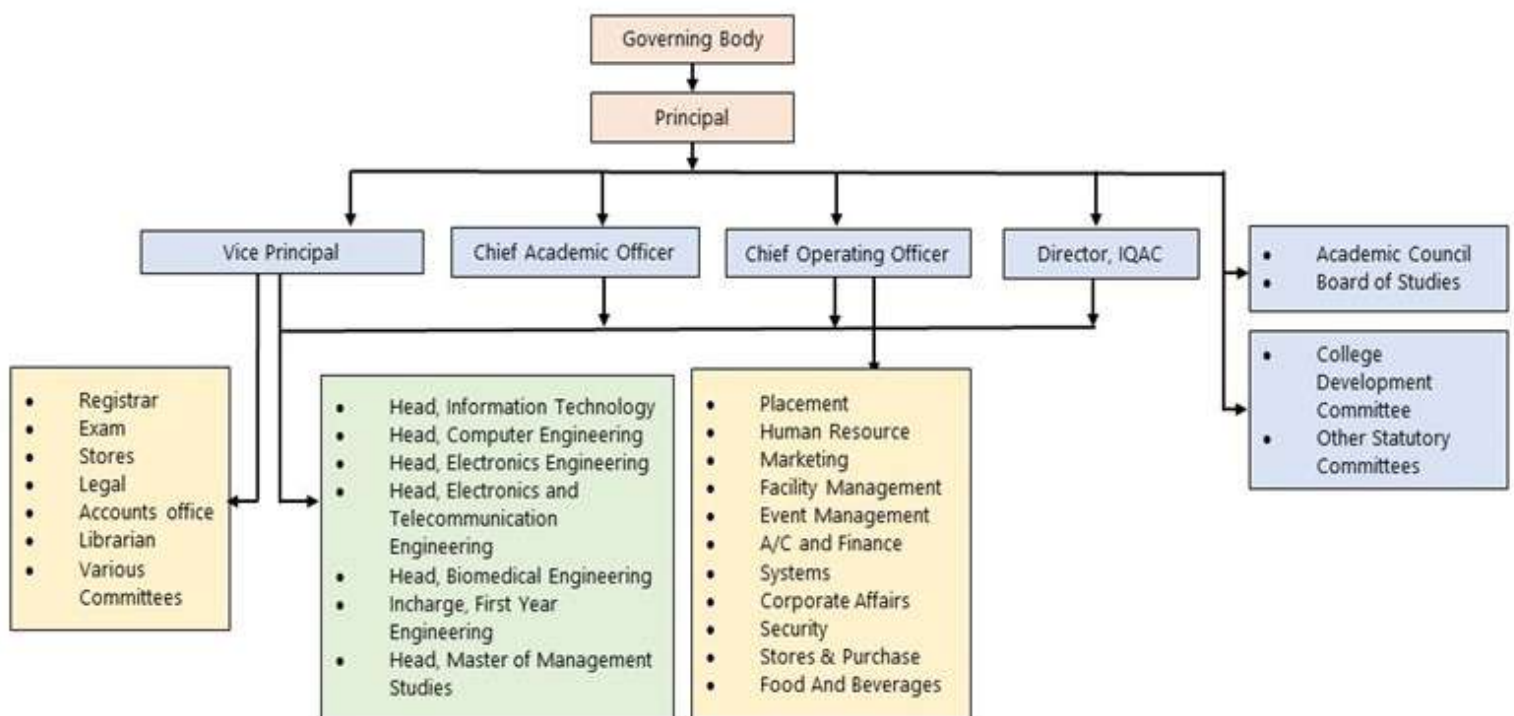 Governing Body
Principal
Vice Principal
Chief Academic Officer
Chief Operating Officer
Director, IQAC
• Academic Council
• Board of Studies
• College
Development
Committee
• Other Statutory
Committees
• Registrar
• Exam
• Stores
• Legal
• Accounts office
• Librarian
• Various
Committees
• Head, Information Technology
• Head, Computer Engineering
• Head, Electronics Engineering
• Head, Electronics and
Telecommunication
Engineering
• Head, Biomedical Engineering
• Incharge, First Year
Engineering
• Head, Master of Management
Studies
• Placement
• Human Resource
• Marketing
• Facility Management
• Event Management
• A/C and Finance
• Systems
• Corporate Affairs
• Security
• Stores & Purchase
• Food And Beverages